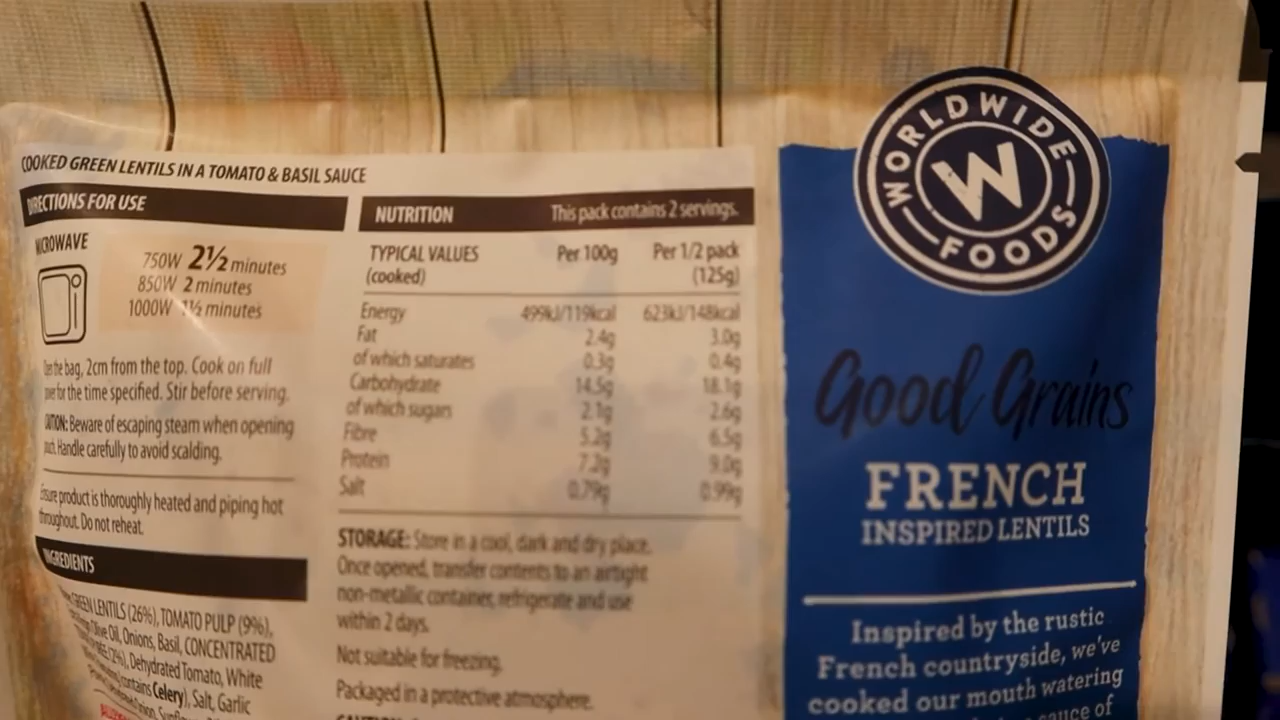 COOKED GREEN LENTILS IN A TOMATO & BASIL SAUCE
DIRECTIONS FOR USE
MICROWAVE
750W 2½ minutes
850W 2 minutes
1000W 1½ minutes
the bag, 2cm from the top. Cook on full
for the time specified. Stir before serving.
CAUTION: Beware of escaping steam when opening
Handle carefully to avoid scalding.
Ensure product is thoroughly heated and piping hot
throughout. Do not reheat.
INGREDIENTS
GREEN LENTILS (26%), TOMATO PULP (9%),
Olive Oil, Onions, Basil, CONCENTRATED
(2%), Dehydrated Tomato, White
contains Celery), Salt, Garlic
NUTRITION This pack contains 2 servings.
TYPICAL VALUES Per 100g Per 1/2 pack
(cooked) (125g)
Energy 499kJ/119kcal 623kJ/148kcal
Fat 2.4g 3.0g
of which saturates 0.3g 0.4g
Carbohydrate 14.5g 18.1g
of which sugars 2.1g 2.6g
Fibre 5.2g 6.5g
Protein 7.2g 9.0g
Salt 0.79g 0.99g
STORAGE: Store in a cool, dark and dry place.
Once opened, transfer contents to an airtight
non-metallic container, refrigerate and use
within 2 days.
Not suitable for freezing.
Packaged in a protective atmosphere.
WORLDWIDE
W
FOODS
Good Grains
FRENCH
INSPIRED LENTILS
Inspired by the rustic
French countryside, we've
cooked our mouth watering
sauce of